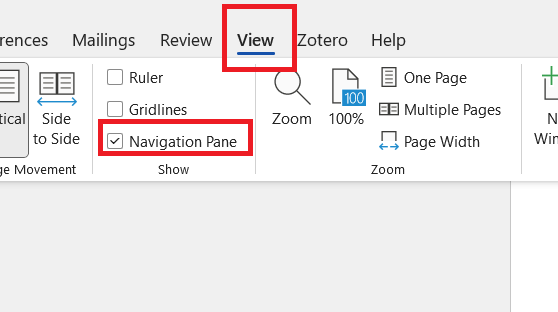 rences Mailings Review View Zotero Help
Ruler
Gridlines
Navigation Pane
tical
Side
to Side
Zoom
100
100%
One Page
Multiple Pages
Page Width
N
Win
ge Movement
Show
Zoom